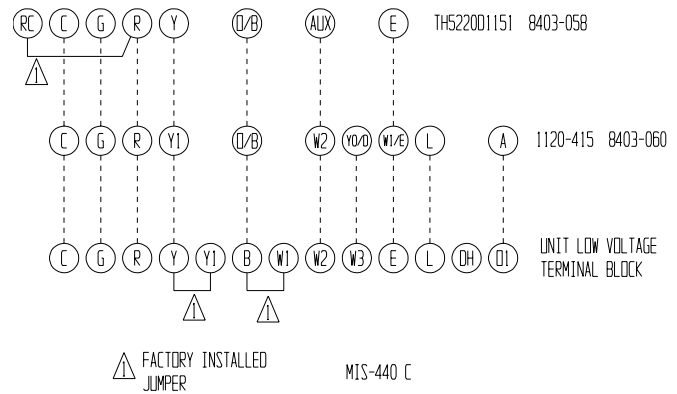 RC C G R Y O/B AUX E TH5220D1151 8403-058
1
C G R Y1 O/B W2 YO/D W1/E L A 1120-415 8403-060
C G R Y Y1 B W1 W2 W3 E L DH O1 UNIT LOW VOLTAGE
TERMINAL BLOCK
1 1
1 FACTORY INSTALLED
JUMPER
MIS-440 C